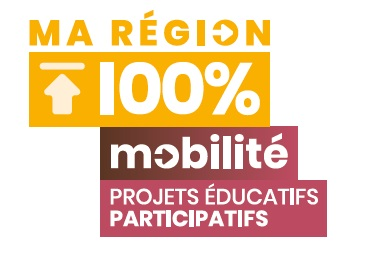 MA RÉGION
100%
mobilité
PROJETS ÉDUCATIFS
PARTICIPATIFS